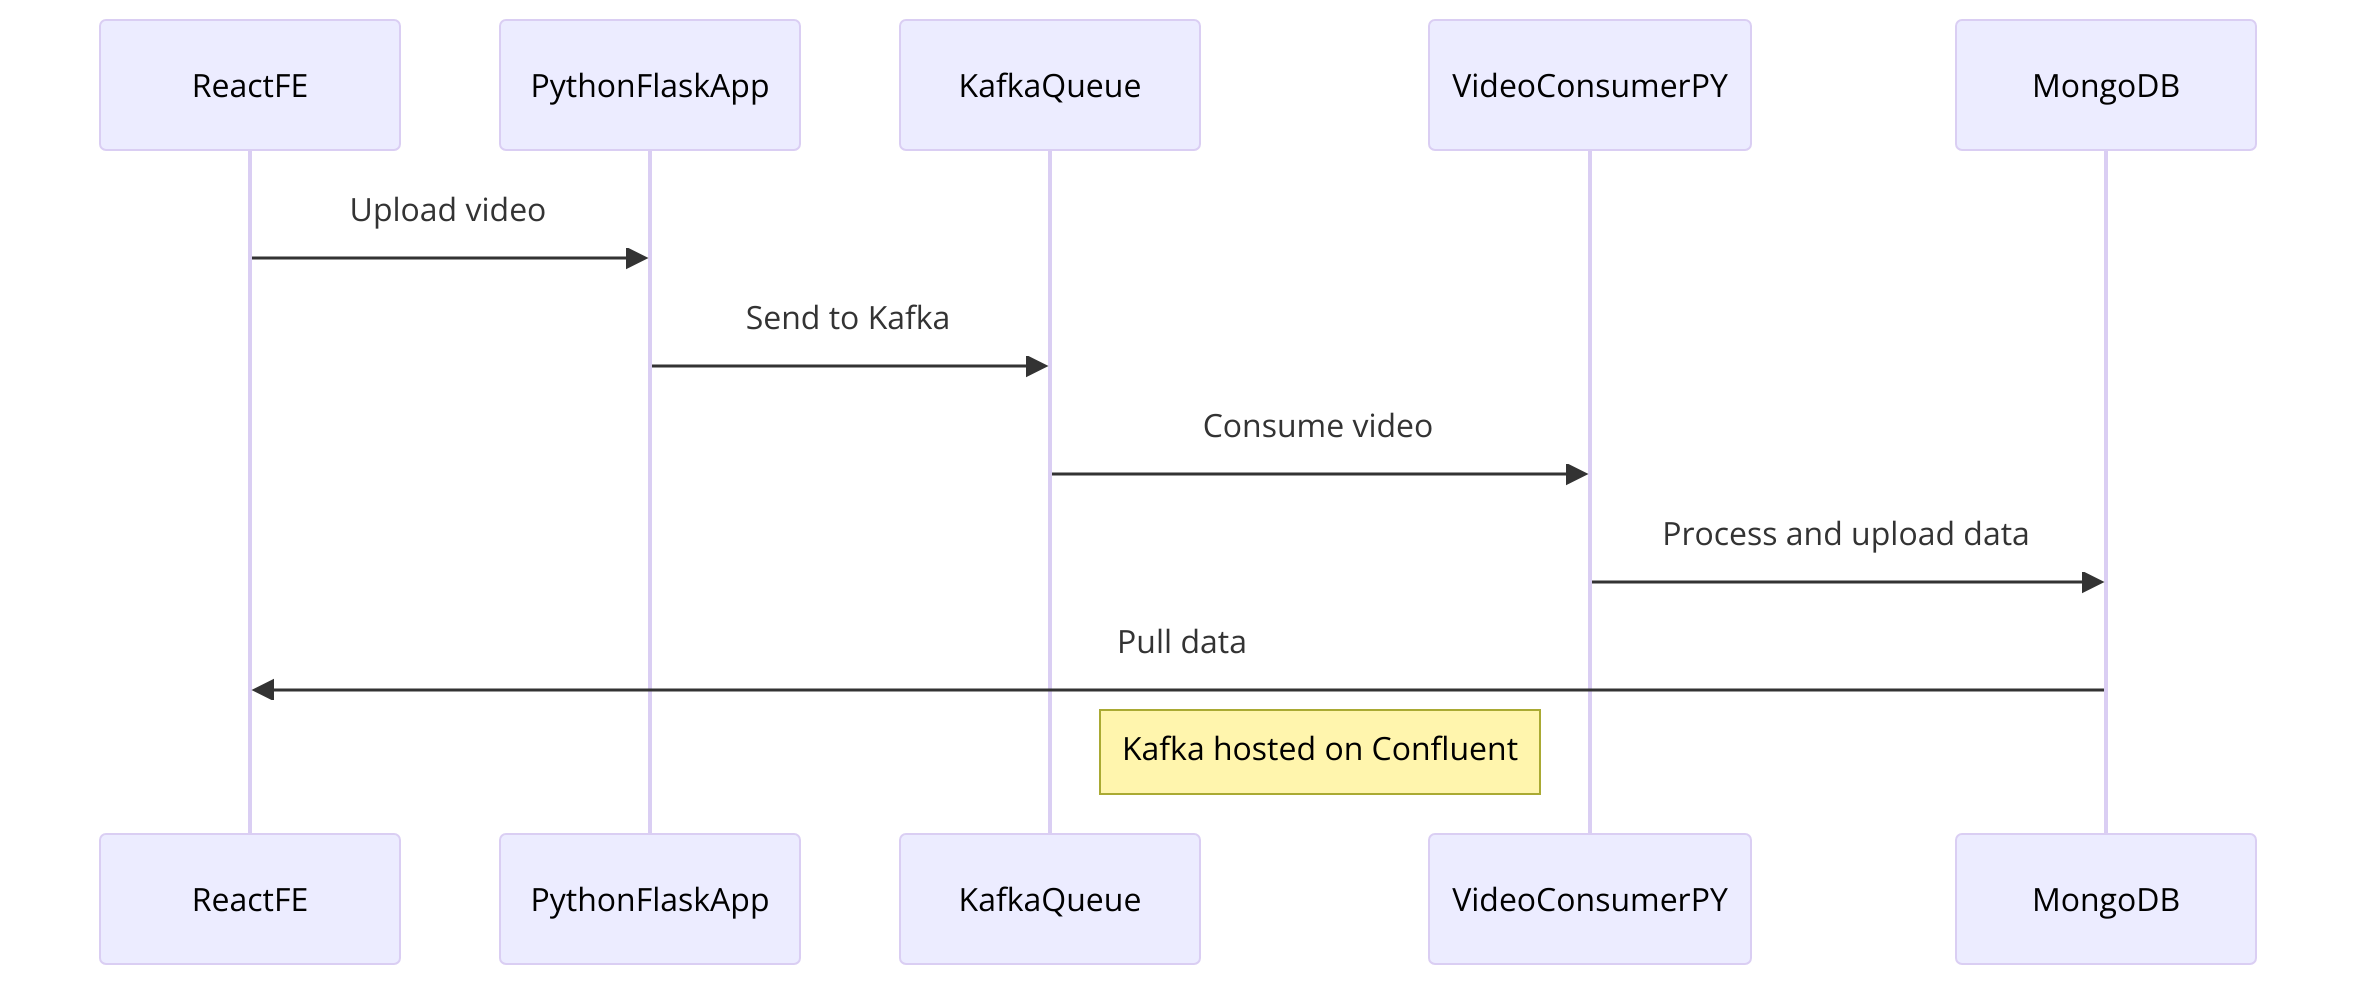 ReactFE
PythonFlaskApp
KafkaQueue
VideoConsumerPY
MongoDB
Upload video
Send to Kafka
Consume video
Process and upload data
Pull data
Kafka hosted on Confluent
ReactFE
PythonFlaskApp
KafkaQueue
VideoConsumerPY
MongoDB